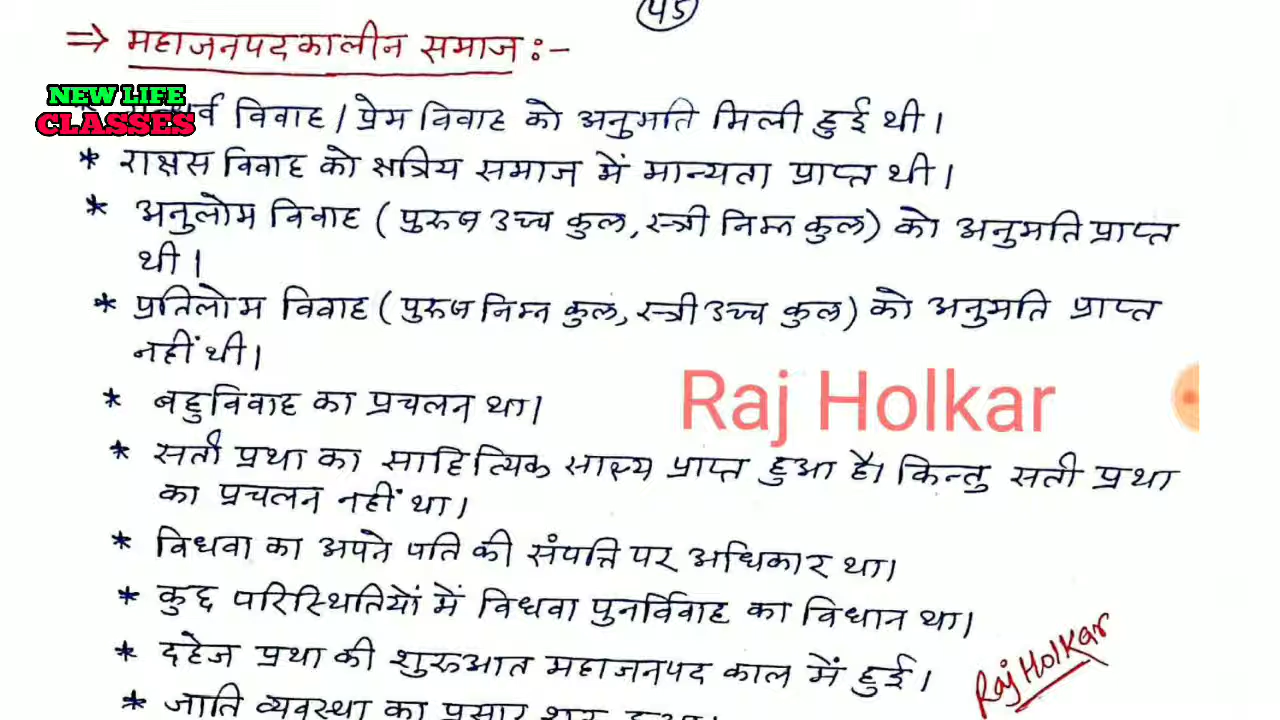 45
⇒ महाजनपदकालीन समाज :-
NEW LIFE
CLASSES
विवाह / प्रेम विवाह को अनुमति मिली हुई थी।
* राक्षस विवाह को क्षत्रिय समाज में मान्यता प्राप्त थी।
* अनुलोम विवाह ( पुरुष उच्च कुल, स्त्री निम्न कुल) को अनुमति प्राप्त
थी।
* प्रतिलोम विवाह ( पुरुष निम्न कुल, स्त्री उच्च कुल) को अनुमति प्राप्त
नहीं थी।
* बहुविवाह का प्रचलन था।
Raj Holkar
* सती प्रथा का साहित्यिक साक्ष्य प्राप्त हुआ है। किन्तु सती प्रथा
का प्रचलन नहीं था।
* विधवा का अपने पति की संपत्ति पर अधिकार था।
* कुछ परिस्थितियों में विधवा पुनर्विवाह का विधान था।
* दहेज प्रथा की शुरुआत महाजनपद काल में हुई।
Raj Holkar
* जाति व्यवस्था का प्रसार